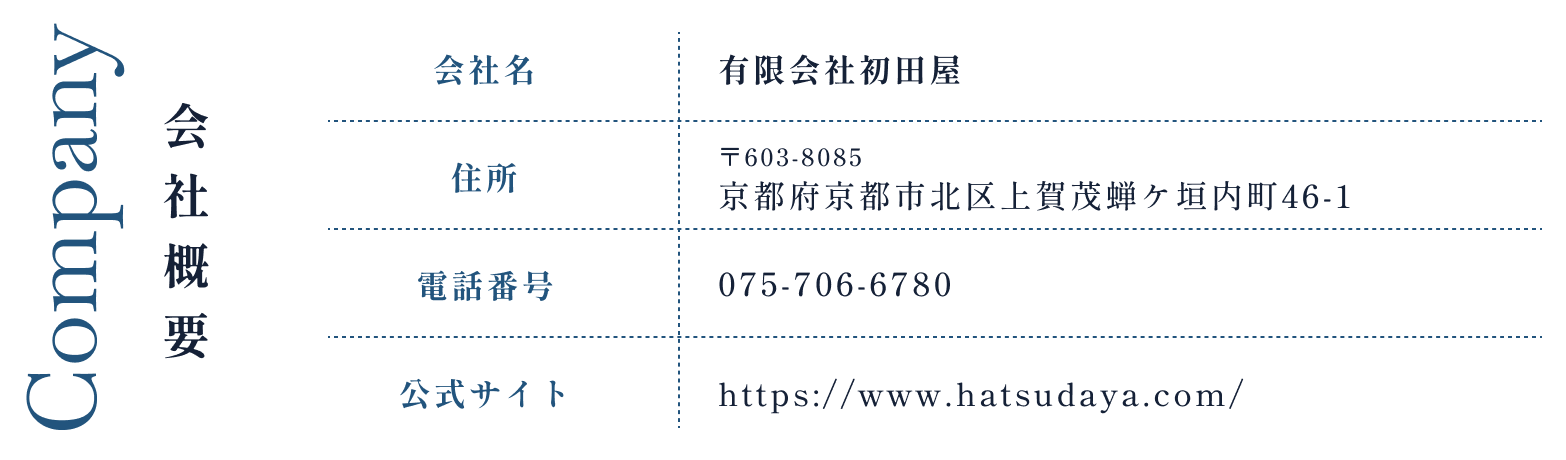 Company
会社概要
会社名
有限会社初田屋
住所
〒603-8085
京都府京都市北区上賀茂蝉ケ垣内町46-1
電話番号
075-706-6780
公式サイト
https://www.hatsudaya.com/